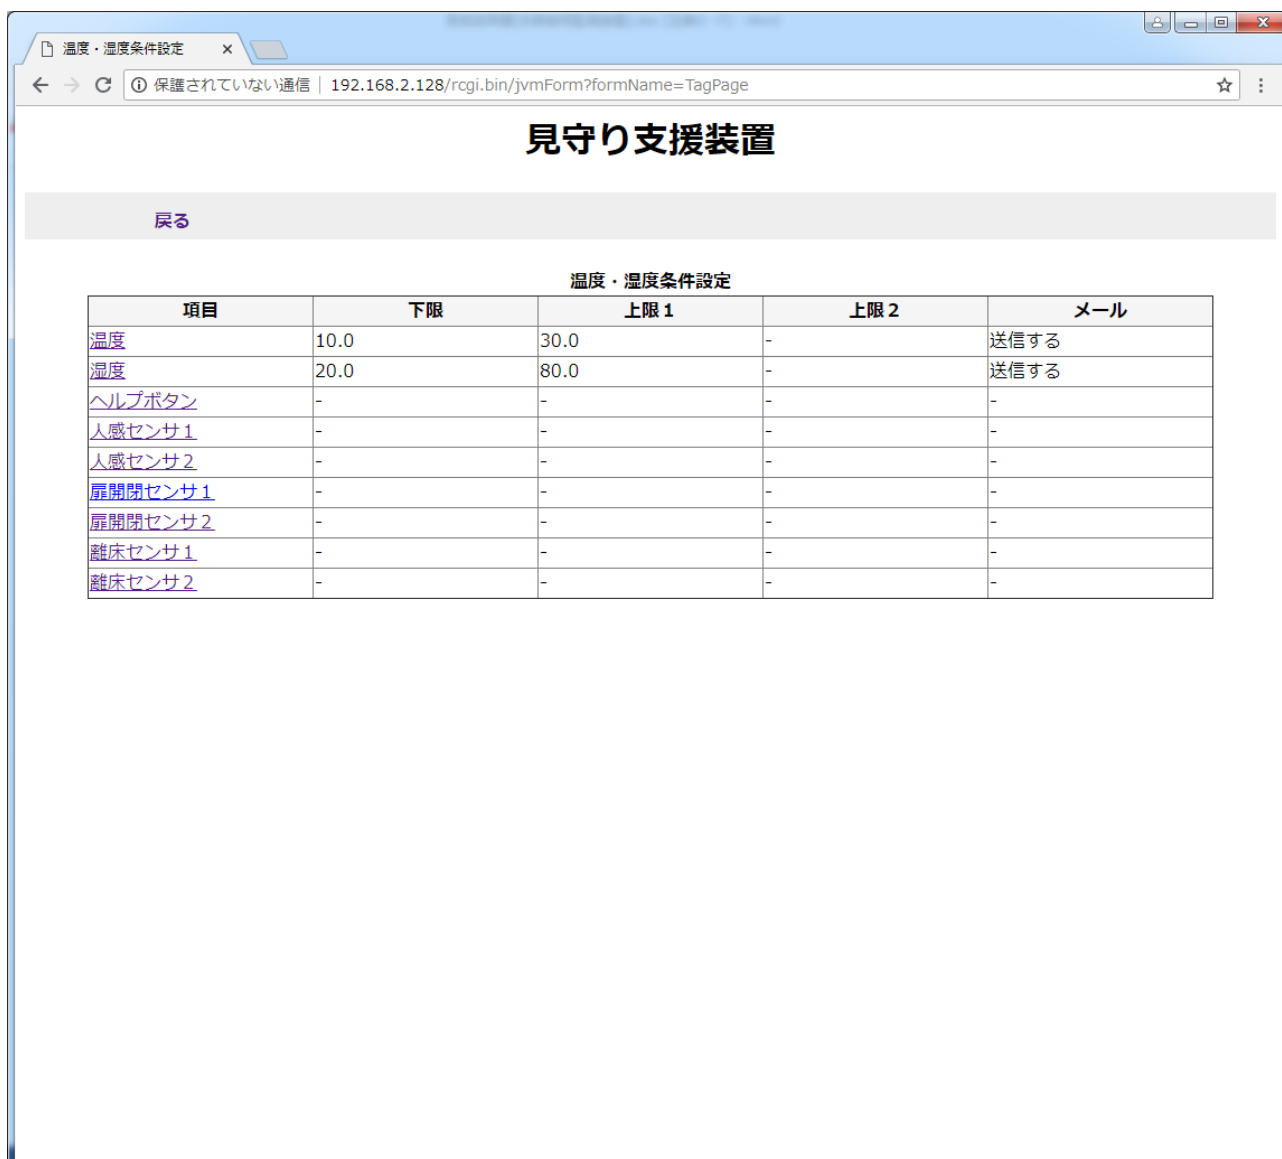 温度・湿度条件設定
保護されていない通信 | 192.168.2.128/rcgi.bin/jvmForm?formName=TagPage
見守り支援装置
戻る
温度・湿度条件設定
項目 下限 上限１ 上限２ メール
温度 10.0 30.0 - 送信する
湿度 20.0 80.0 - 送信する
ヘルプボタン - - - -
人感センサ１ - - - -
人感センサ２ - - - -
扉開閉センサ１ - - - -
扉開閉センサ２ - - - -
離床センサ１ - - - -
離床センサ２ - - - -